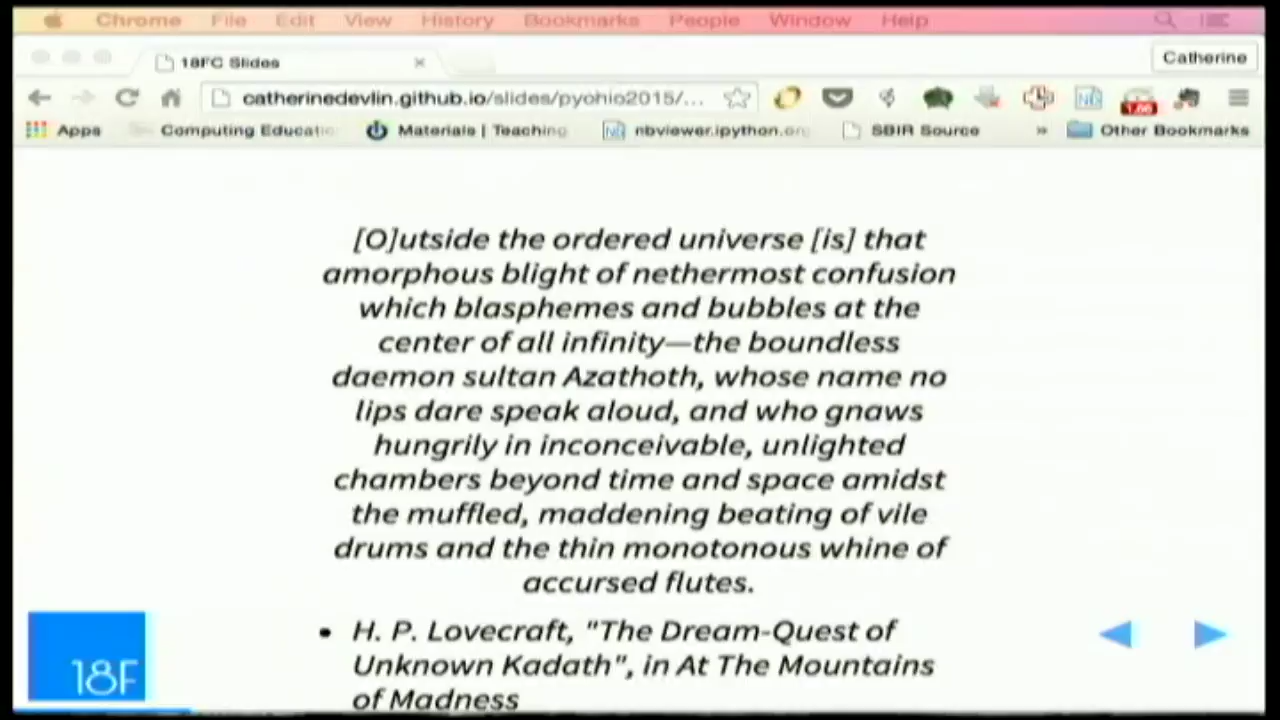 Chrome File Edit View History Bookmarks People Window Help
18FC Slides
Catherine
catherinedevlin.github.io/slides/pyohio2015/...
Apps Computing Educatio Materials | Teaching nbviewer.ipython.org SBIR Source » Other Bookmarks
[O]utside the ordered universe [is] that
amorphous blight of nethermost confusion
which blasphemes and bubbles at the
center of all infinity—the boundless
daemon sultan Azathoth, whose name no
lips dare speak aloud, and who gnaws
hungrily in inconceivable, unlighted
chambers beyond time and space amidst
the muffled, maddening beating of vile
drums and the thin monotonous whine of
accursed flutes.
• H. P. Lovecraft, "The Dream-Quest of
Unknown Kadath", in At The Mountains
of Madness
18F